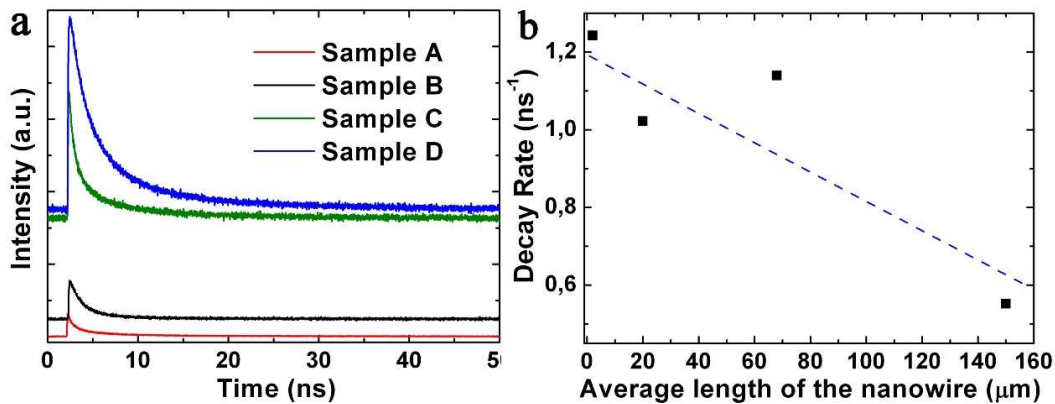 a
Sample A
Sample B
Sample C
Sample D
Intensity (a.u.)
0 10 20 30 40 50
Time (ns)
b
1,2
1,0
0,8
0,6
Decay Rate (ns⁻¹)
0 20 40 60 80 100 120 140 160
Average length of the nanowire (μm)